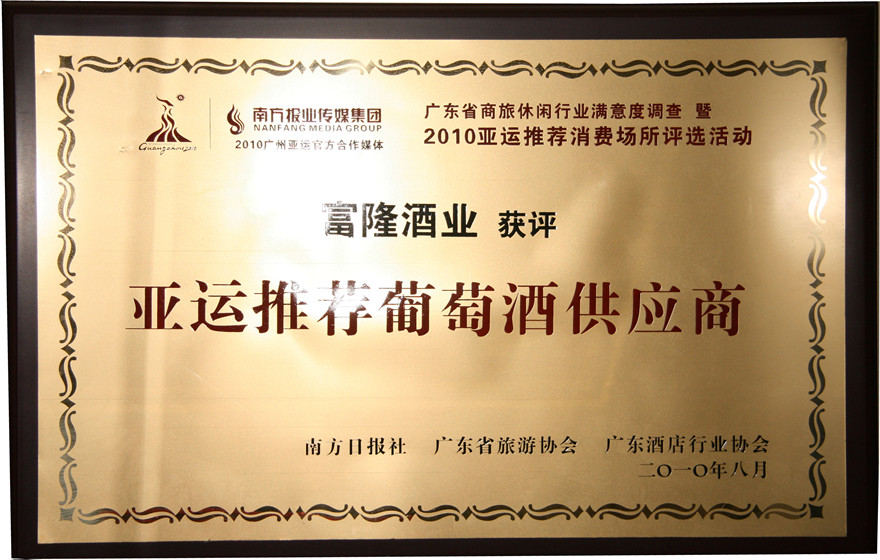 Guangzhou 2010
南方报业传媒集团
NANFANG MEDIA GROUP
2010广州亚运官方合作媒体
广东省商旅休闲行业满意度调查 暨
2010亚运推荐消费场所评选活动
富隆酒业 获评
亚运推荐葡萄酒供应商
南方日报社 广东省旅游协会 广东酒店行业协会
二〇一〇年八月